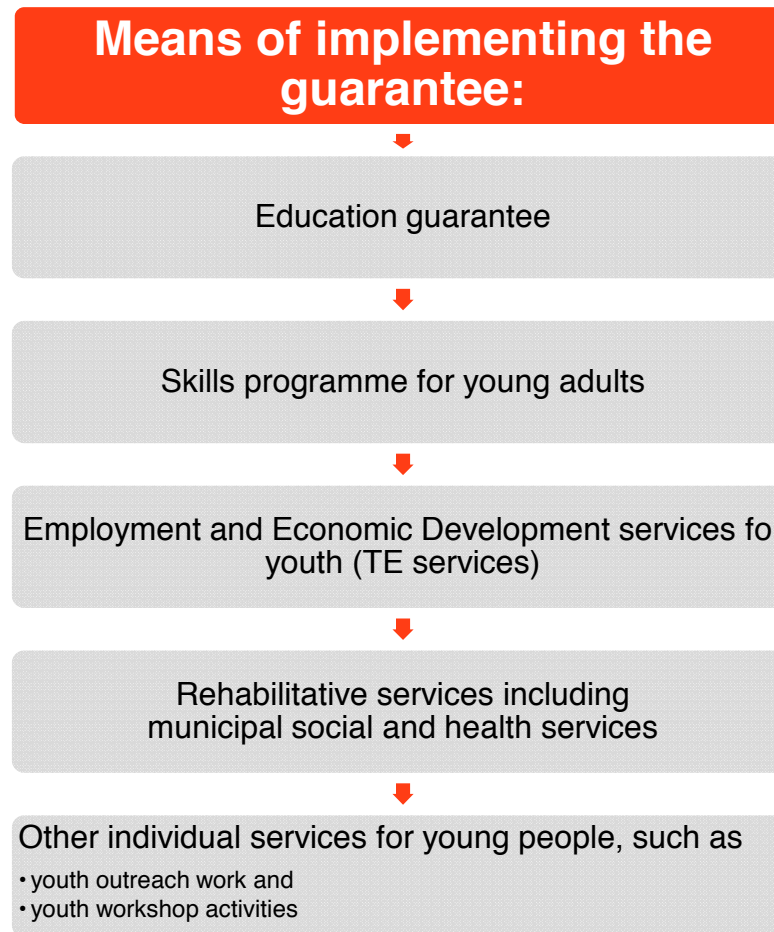 Means of implementing the
guarantee:
Education guarantee
Skills programme for young adults
Employment and Economic Development services fo
youth (TE services)
Rehabilitative services including
municipal social and health services
Other individual services for young people, such as
• youth outreach work and
• youth workshop activities